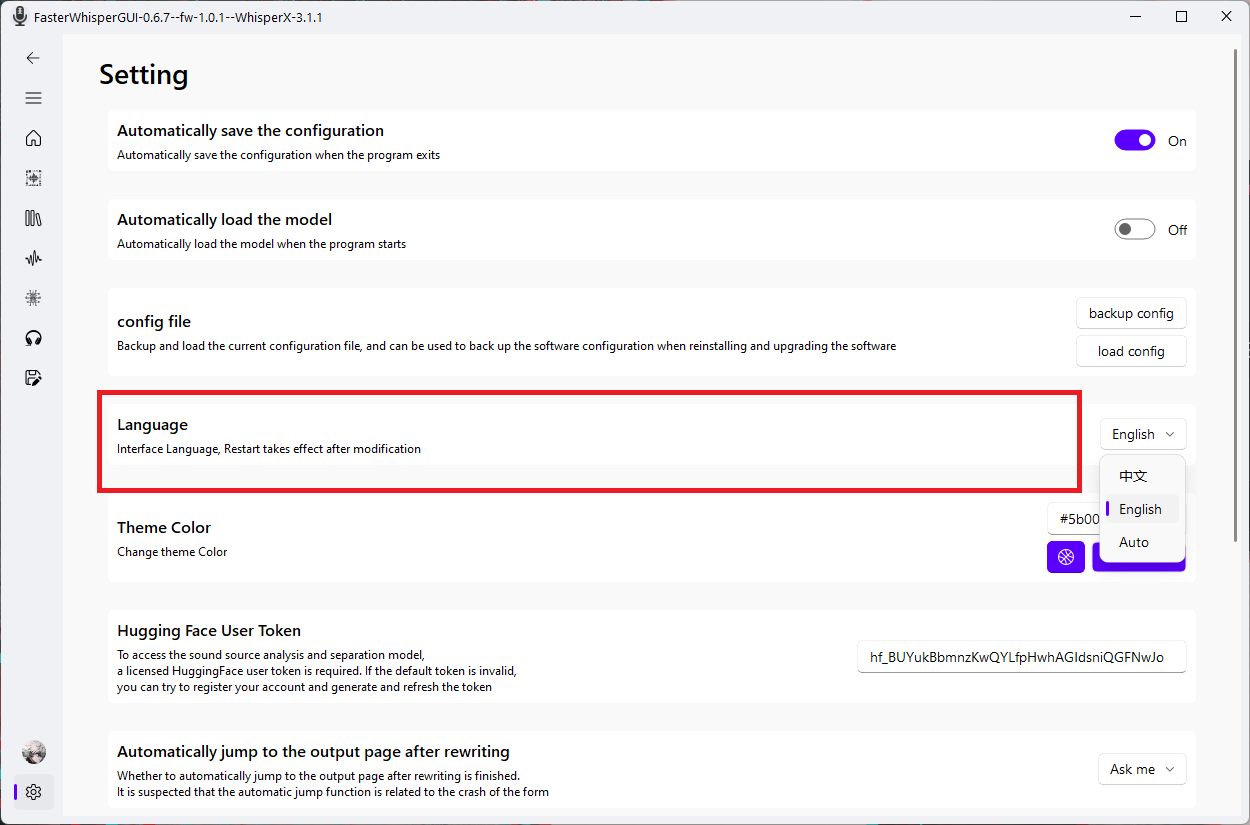 FasterWhisperGUI-0.6.7--fw-1.0.1--WhisperX-3.1.1
Setting
Automatically save the configuration
Automatically save the configuration when the program exits
On
Automatically load the model
Automatically load the model when the program starts
Off
config file
Backup and load the current configuration file, and can be used to back up the software configuration when reinstalling and upgrading the software
backup config
load config
Language
Interface Language, Restart takes effect after modification
English
中文
English
Auto
Theme Color
Change theme Color
#5b00
Hugging Face User Token
To access the sound source analysis and separation model,
a licensed HuggingFace user token is required. If the default token is invalid,
you can try to register your account and generate and refresh the token
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
Automatically jump to the output page after rewriting
Whether to automatically jump to the output page after rewriting is finished.
It is suspected that the automatic jump function is related to the crash of the form
Ask me